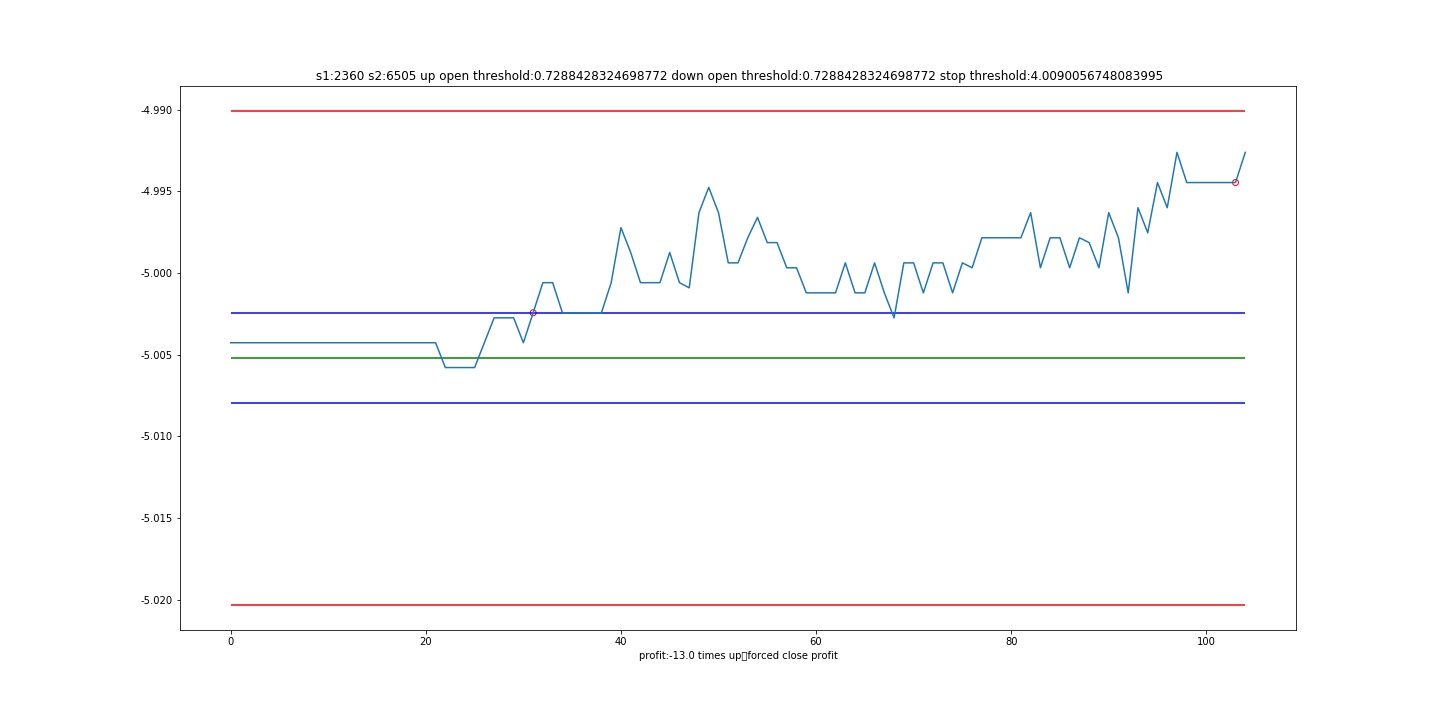 s1:2360 s2:6505 up open threshold:0.7288428324698772 down open threshold:0.7288428324698772 stop threshold:4.0090056748083995
-4.990
-4.995
-5.000
-5.005
-5.010
-5.015
-5.020
0 20 40 60 80 100
profit:-13.0 times up▯forced close profit